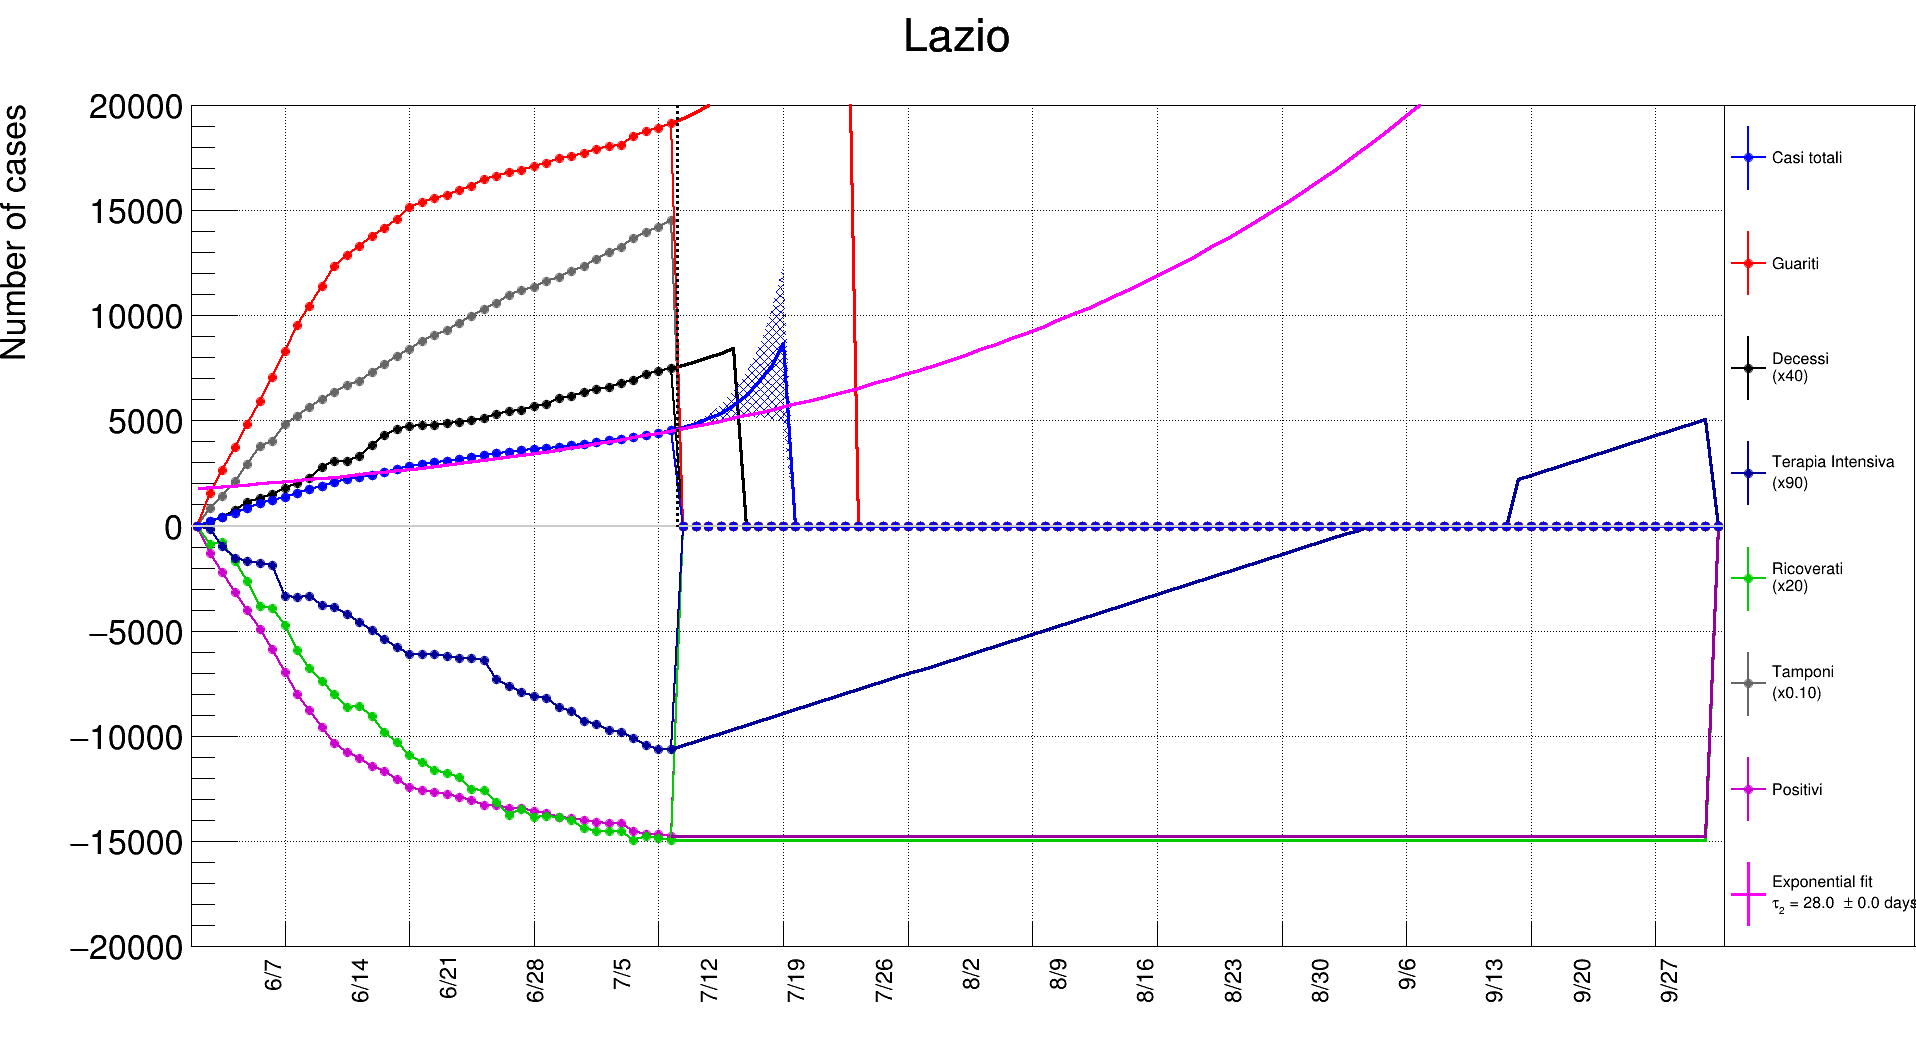 Lazio
Number of cases
20000
15000
10000
5000
0
−5000
−10000
−15000
−20000
6/7
6/14
6/21
6/28
7/5
7/12
7/19
7/26
8/2
8/9
8/16
8/23
8/30
9/6
9/13
9/20
9/27
Casi totali
Guariti
Decessi
(x40)
Terapia Intensiva
(x90)
Ricoverati
(x20)
Tamponi
(x0.10)
Positivi
Exponential fit
τ2 = 28.0 ± 0.0 days